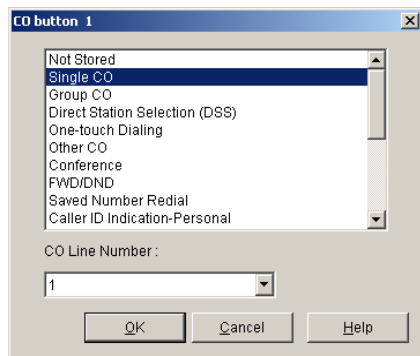 CO button 1
Not Stored
Single CO
Group CO
Direct Station Selection (DSS)
One-touch Dialing
Other CO
Conference
FWD/DND
Saved Number Redial
Caller ID Indication-Personal
CO Line Number :
1
OK
Cancel
Help